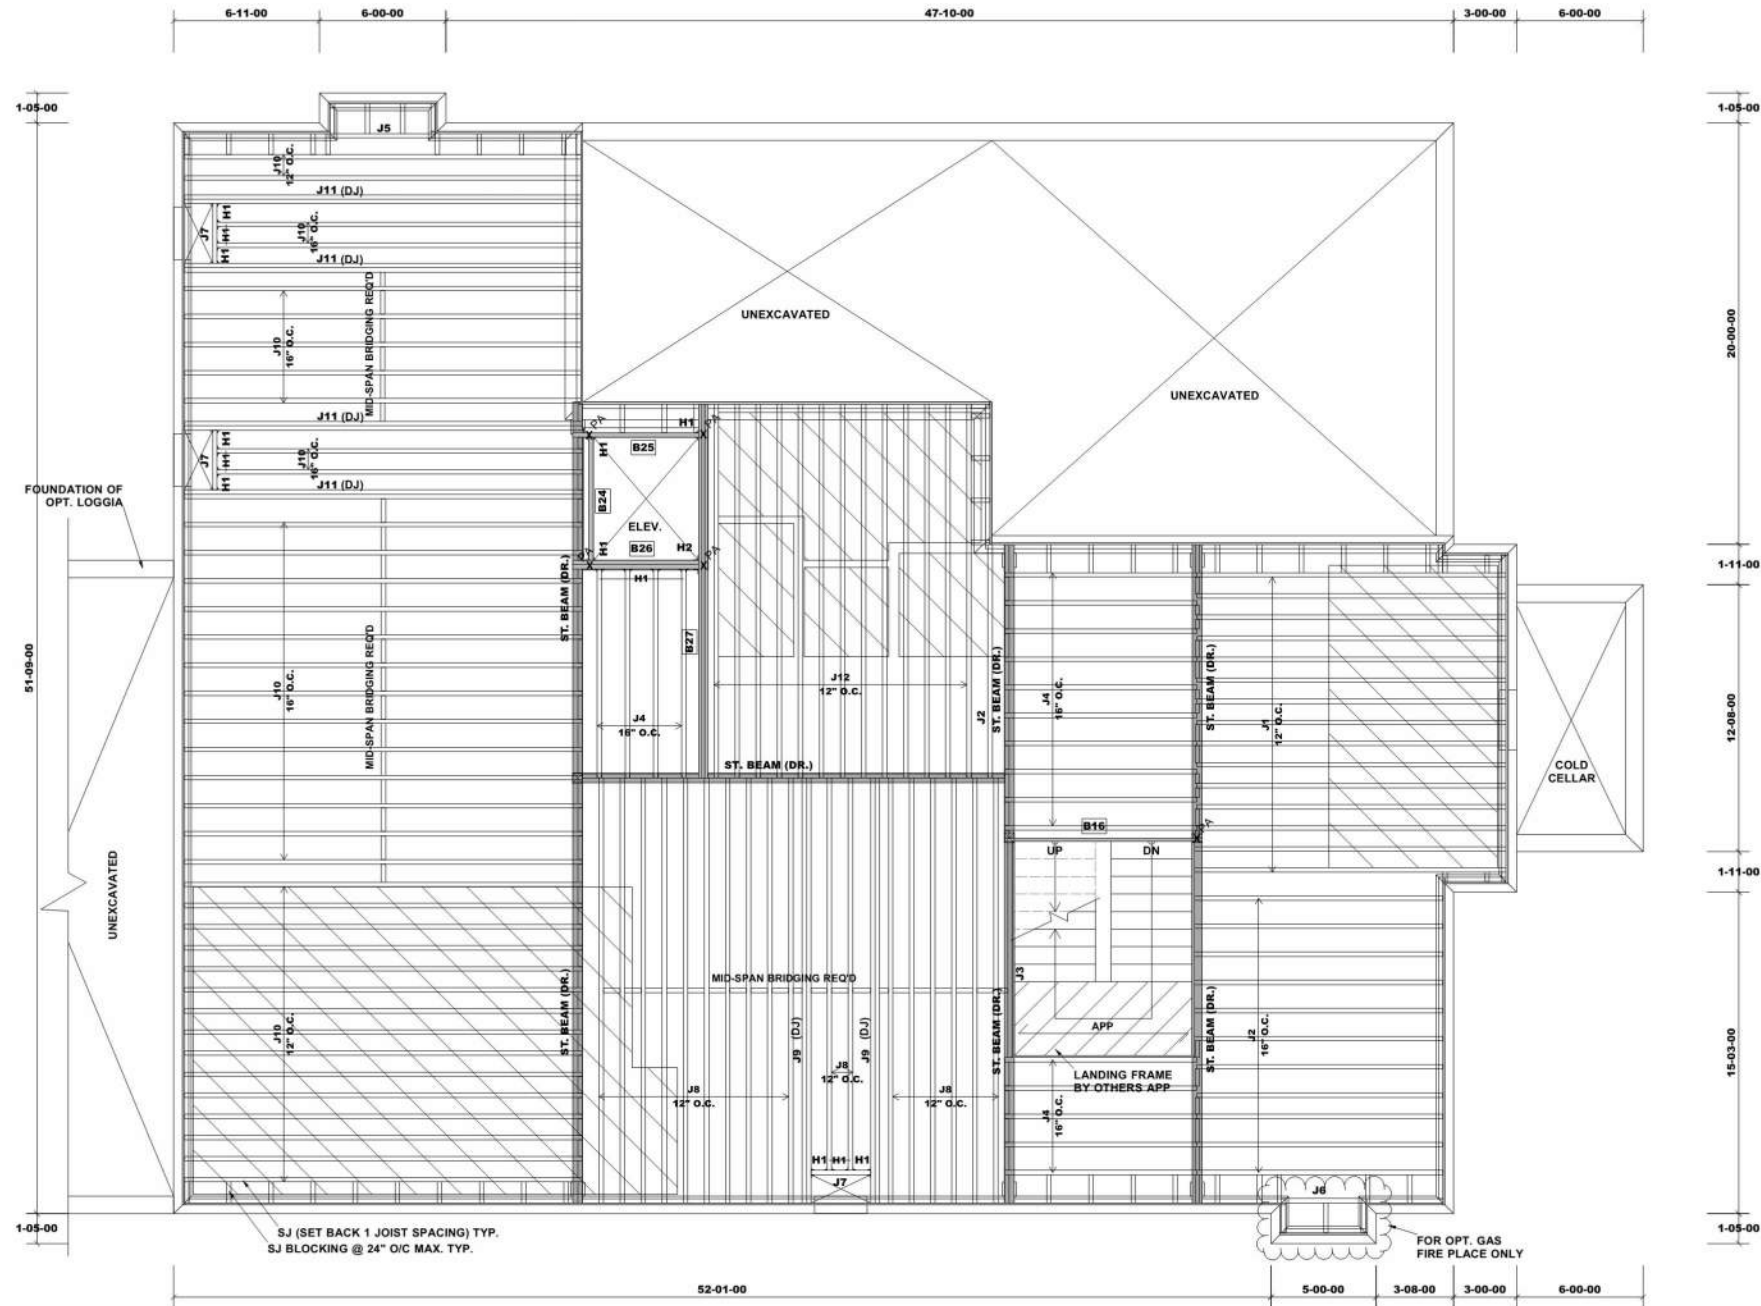 6-11-00
6-00-00
47-10-00
3-00-00
6-00-00
1-05-00
1-05-00
J5
J10
12" O.C.
J11 (DJ)
H1
J7
H1
J10
16" O.C.
H1
J11 (DJ)
MID-SPAN BRIDGING REQ'D
UNEXCAVATED
20-00-00
J10
16" O.C.
UNEXCAVATED
J11 (DJ)
PA
H1
PA
H1
J7
H1
J10
16" O.C.
H1
H1
B25
J11 (DJ)
FOUNDATION OF
OPT. LOGGIA
B24
ELEV.
PA
H1
B26
H2
PA
H1
1-11-00
ST. BEAM (DR.)
B27
51-09-00
MID-SPAN BRIDGING REQ'D
J10
16" O.C.
J12
12" O.C.
J4
16" O.C.
J2
ST. BEAM (DR.)
J4
16" O.C.
ST. BEAM (DR.)
J1
12" O.C.
12-08-00
ST. BEAM (DR.)
COLD
CELLAR
B16
PA
UP
DN
1-11-00
UNEXCAVATED
MID-SPAN BRIDGING REQ'D
J3
ST. BEAM (DR.)
J10
12" O.C.
J9 (DJ)
J9 (DJ)
ST. BEAM (DR.)
APP
ST. BEAM (DR.)
J2
16" O.C.
15-03-00
J8
12" O.C.
J8
12" O.C.
J8
12" O.C.
LANDING FRAME
BY OTHERS APP
J4
16" O.C.
H1
H1
H1
J7
J6
1-05-00
SJ (SET BACK 1 JOIST SPACING) TYP.
SJ BLOCKING @ 24" O/C MAX. TYP.
FOR OPT. GAS
FIRE PLACE ONLY
1-05-00
52-01-00
5-00-00
3-08-00
3-00-00
6-00-00